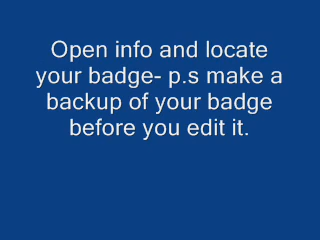 Open info and locate
your badge- p.s make a
backup of your badge
before you edit it.